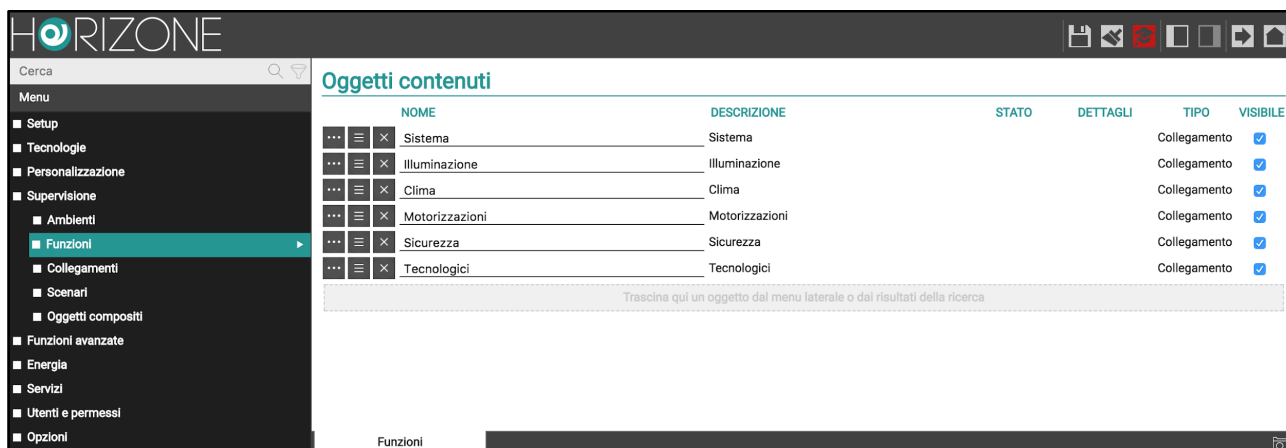 HORIZONE
Cerca
Menu
Setup
Tecnologie
Personalizzazione
Supervisione
Ambienti
Funzioni
Collegamenti
Scenari
Oggetti compositi
Funzioni avanzate
Energia
Servizi
Utenti e permessi
Opzioni
Oggetti contenuti
NOME DESCRIZIONE STATO DETTAGLI TIPO VISIBILE
Sistema Sistema Collegamento
Illuminazione Illuminazione Collegamento
Clima Clima Collegamento
Motorizzazioni Motorizzazioni Collegamento
Sicurezza Sicurezza Collegamento
Tecnologici Tecnologici Collegamento
Trascina qui un oggetto dal menu laterale o dai risultati della ricerca
Funzioni